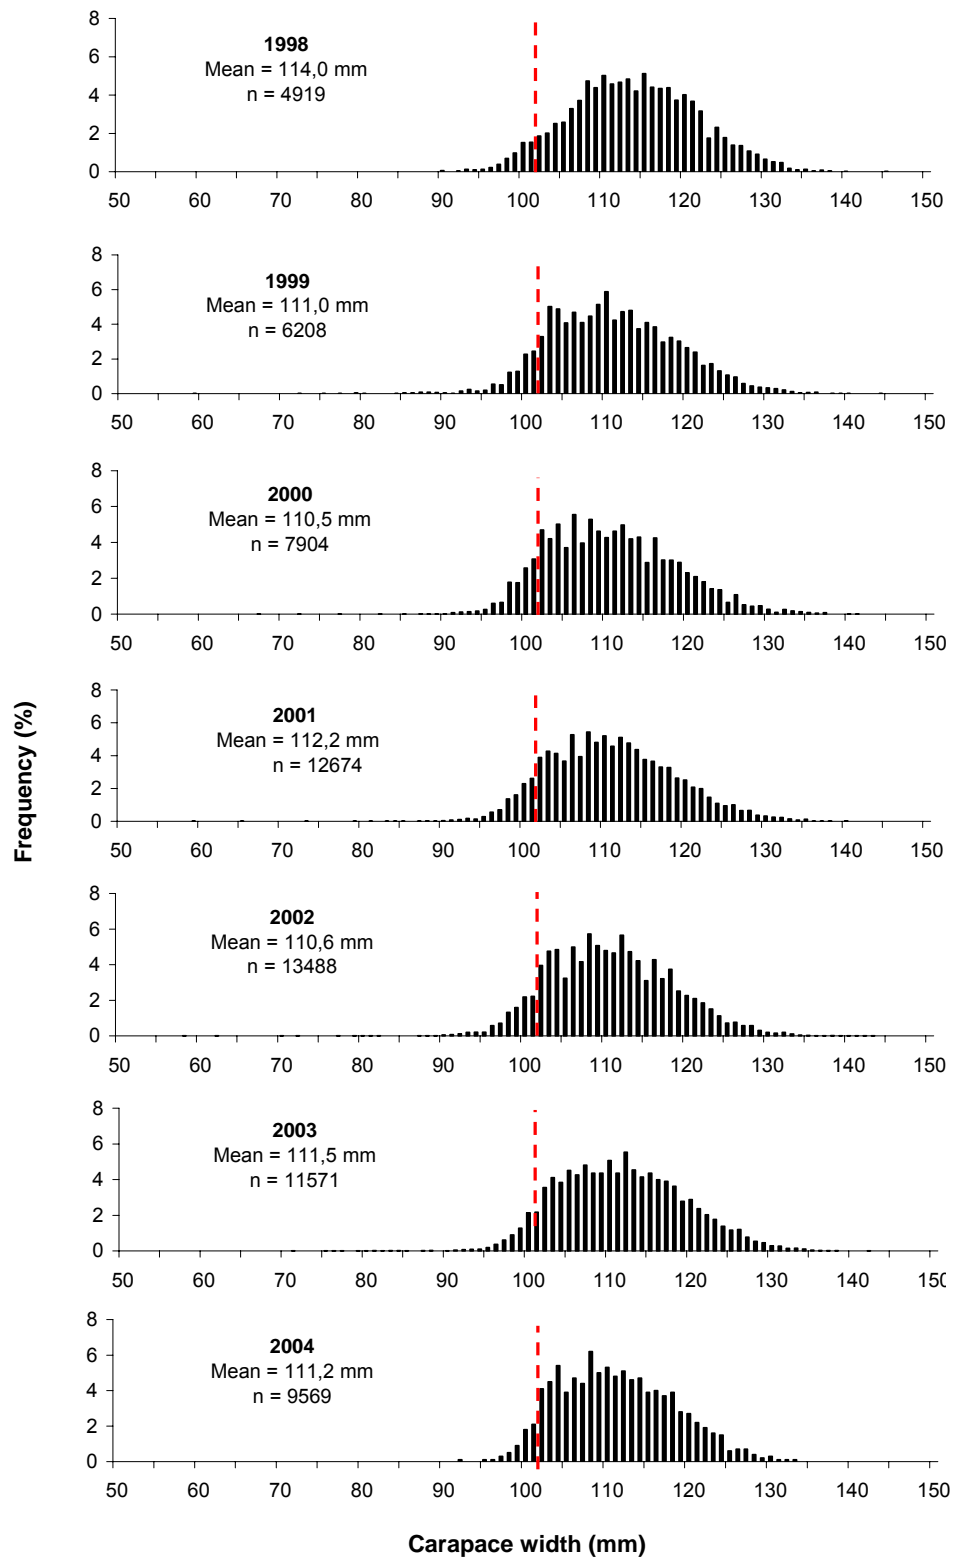 8
1998
6
Mean = 114,0 mm
n = 4919
4
2
0
50 60 70 80 90 100 110 120 130 140 150
8
1999
6
Mean = 111,0 mm
n = 6208
4
2
0
50 60 70 80 90 100 110 120 130 140 150
8
2000
6
Mean = 110,5 mm
n = 7904
4
2
0
50 60 70 80 90 100 110 120 130 140 150
Frequency (%)
8
2001
6
Mean = 112,2 mm
n = 12674
4
2
0
50 60 70 80 90 100 110 120 130 140 150
8
2002
6
Mean = 110,6 mm
n = 13488
4
2
0
50 60 70 80 90 100 110 120 130 140 150
8
2003
6
Mean = 111,5 mm
n = 11571
4
2
0
50 60 70 80 90 100 110 120 130 140 150
8
2004
6
Mean = 111,2 mm
n = 9569
4
2
0
50 60 70 80 90 100 110 120 130 140 150
Carapace width (mm)